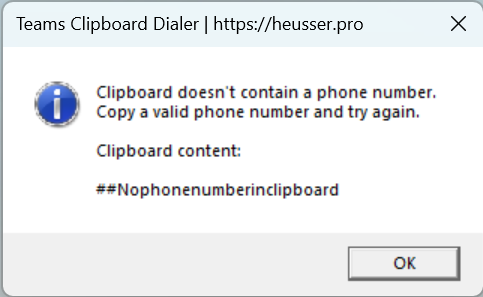 Teams Clipboard Dialer | https://heusser.pro
Clipboard doesn't contain a phone number.
Copy a valid phone number and try again.
Clipboard content:
##Nophonenumberinclipboard
OK